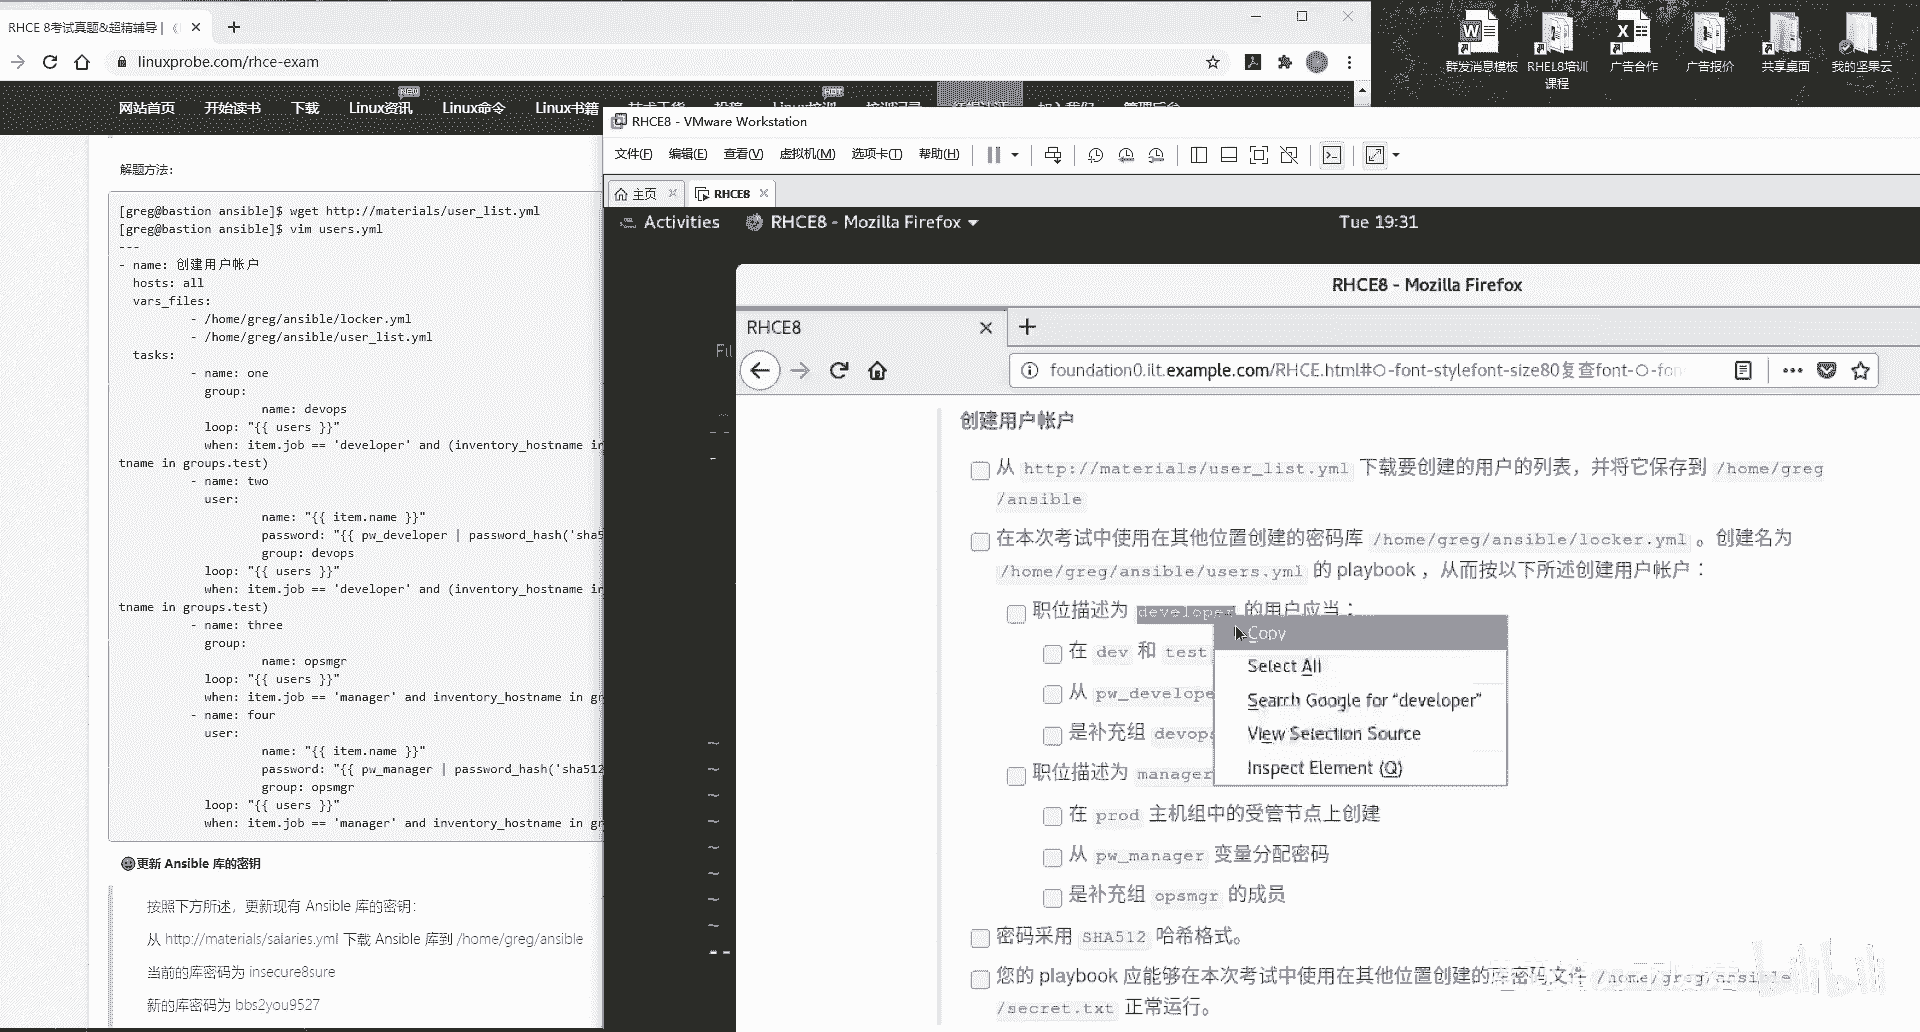 RHCE 8考试真题&超精辅导 |
linuxprobe.com/rhce-exam
群发消息模板
RHEL8培训课程
广告合作
广告报价
共享桌面
我的坚果云
网站首页
开始读书
下载
Linux资讯
NEW
Linux命令
Linux书籍
HOT
解题方法:
[greg@bastion ansible]$ wget http://materials/user_list.yml
[greg@bastion ansible]$ vim users.yml
---
- name: 创建用户帐户
hosts: all
vars_files:
- /home/greg/ansible/locker.yml
- /home/greg/ansible/user_list.yml
tasks:
- name: one
group:
name: devops
loop: "{{ users }}"
when: item.job == 'developer' and (inventory_hostname in
tname in groups.test)
- name: two
user:
name: "{{ item.name }}"
password: "{{ pw_developer | password_hash('sha5
group: devops
loop: "{{ users }}"
when: item.job == 'developer' and (inventory_hostname in
tname in groups.test)
- name: three
group:
name: opsmgr
loop: "{{ users }}"
when: item.job == 'manager' and inventory_hostname in gr
- name: four
user:
name: "{{ item.name }}"
password: "{{ pw_manager | password_hash('sha512
group: opsmgr
loop: "{{ users }}"
when: item.job == 'manager' and inventory_hostname in gr
更新 Ansible 库的密钥
按照下方所述，更新现有 Ansible 库的密钥:
从 http://materials/salaries.yml 下载 Ansible 库到 /home/greg/ansible
当前的库密码为 insecure8sure
新的库密码为 bbs2you9527
RHCE8 - VMware Workstation
文件(F) 编辑(E) 查看(V) 虚拟机(M) 选项卡(T) 帮助(H)
主页
RHCE8
Activities
RHCE8 - Mozilla Firefox
Tue 19:31
RHCE8 - Mozilla Firefox
RHCE8
foundation0.ilt.example.com/RHCE.html#○-font-stylefont-size80复查font-○-fon
创建用户帐户
从 http://materials/user_list.yml 下载要创建的用户的列表，并将它保存到 /home/greg
/ansible
在本次考试中使用在其他位置创建的密码库 /home/greg/ansible/locker.yml 。创建名为
/home/greg/ansible/users.yml 的 playbook ，从而按以下所述创建用户帐户：
职位描述为 developer 的用户应当：
在 dev 和 test
从 pw_develope
是补充组 devops
职位描述为 manager
在 prod 主机组中的受管节点上创建
从 pw_manager 变量分配密码
是补充组 opsmgr 的成员
密码采用 SHA512 哈希格式。
您的 playbook 应能够在本次考试中使用在其他位置创建的库密码文件 /home/greg/ansible
/secret.txt 正常运行。
Copy
Select All
Search Google for “developer”
View Selection Source
Inspect Element (Q)
bilibili